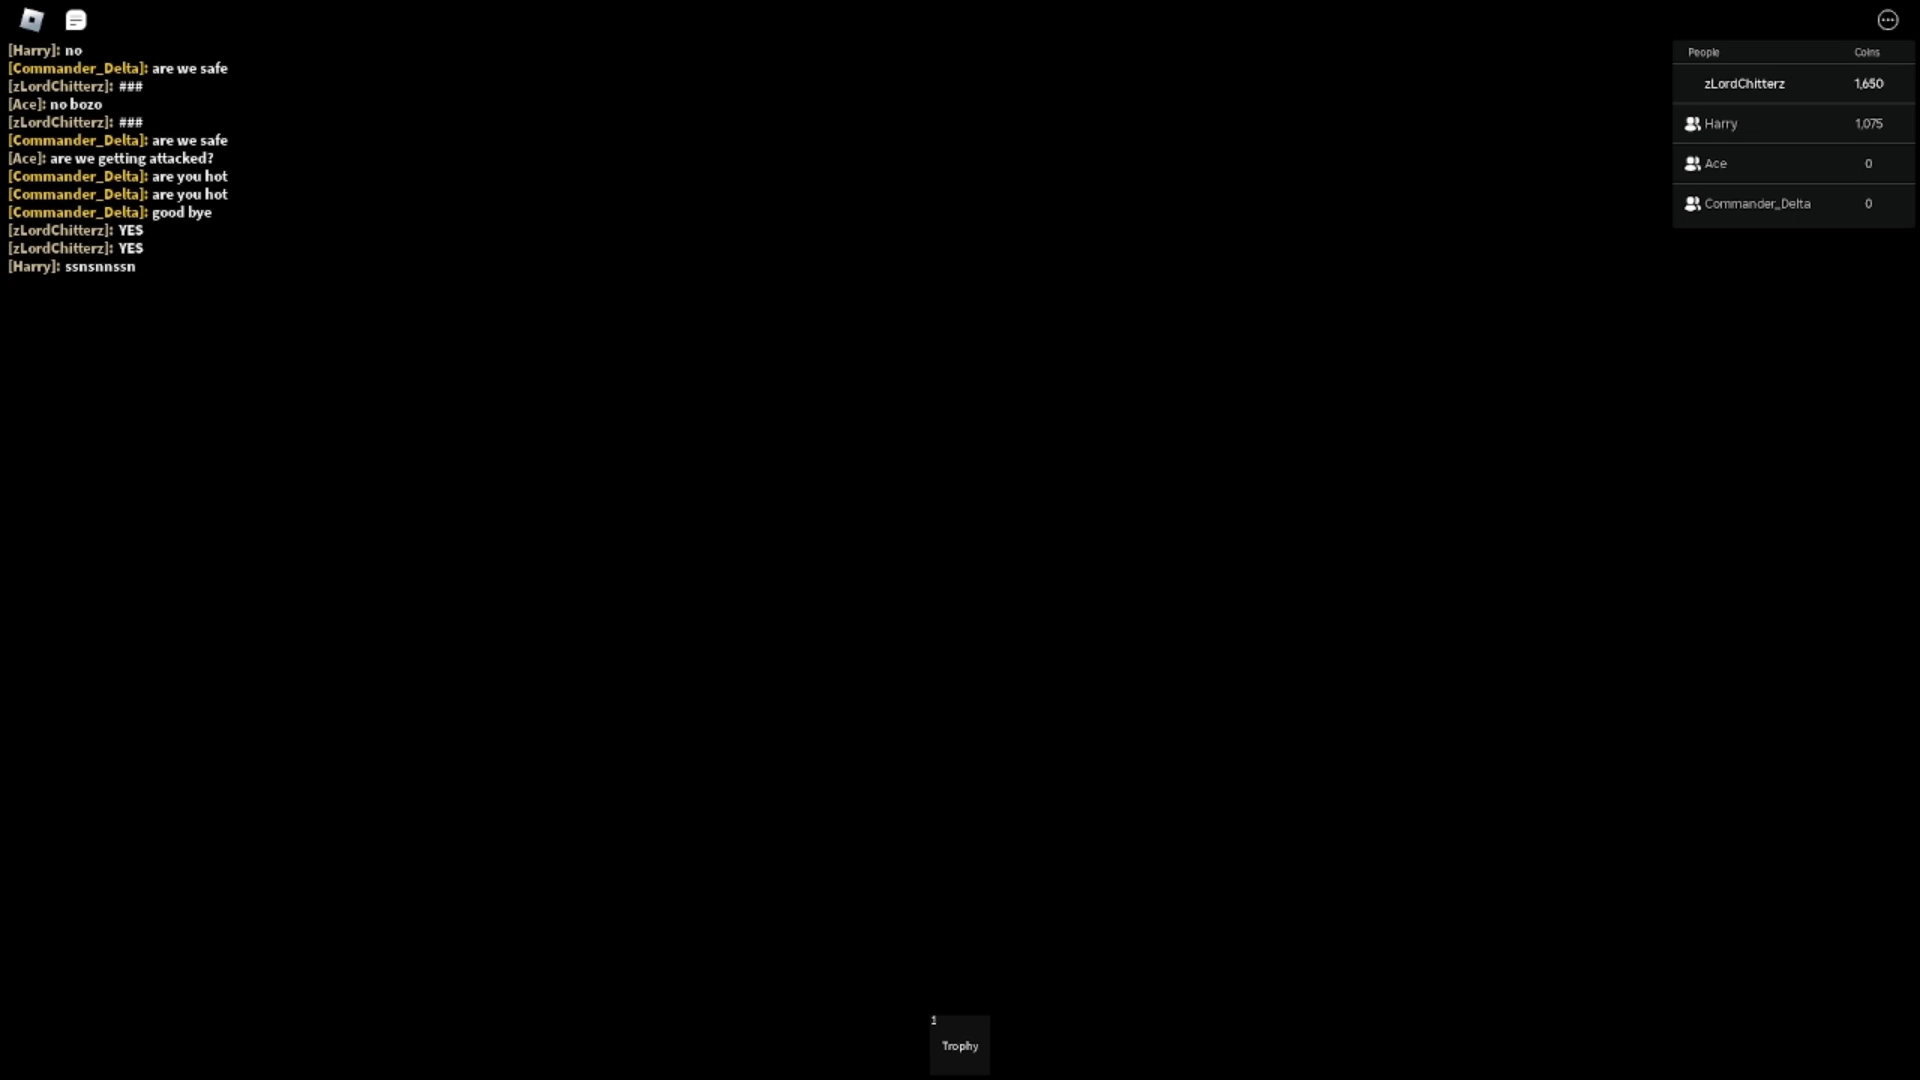 [Harry]: no
[Commander_Delta]: are we safe
[zLordChitterz]: ###
[Ace]: no bozo
[zLordChitterz]: ###
[Commander_Delta]: are we safe
[Ace]: are we getting attacked?
[Commander_Delta]: are you hot
[Commander_Delta]: are you hot
[Commander_Delta]: good bye
[zLordChitterz]: YES
[zLordChitterz]: YES
[Harry]: ssnsnnssn
People Coins
zLordChitterz 1,650
Harry 1,075
Ace 0
Commander_Delta 0
1
Trophy